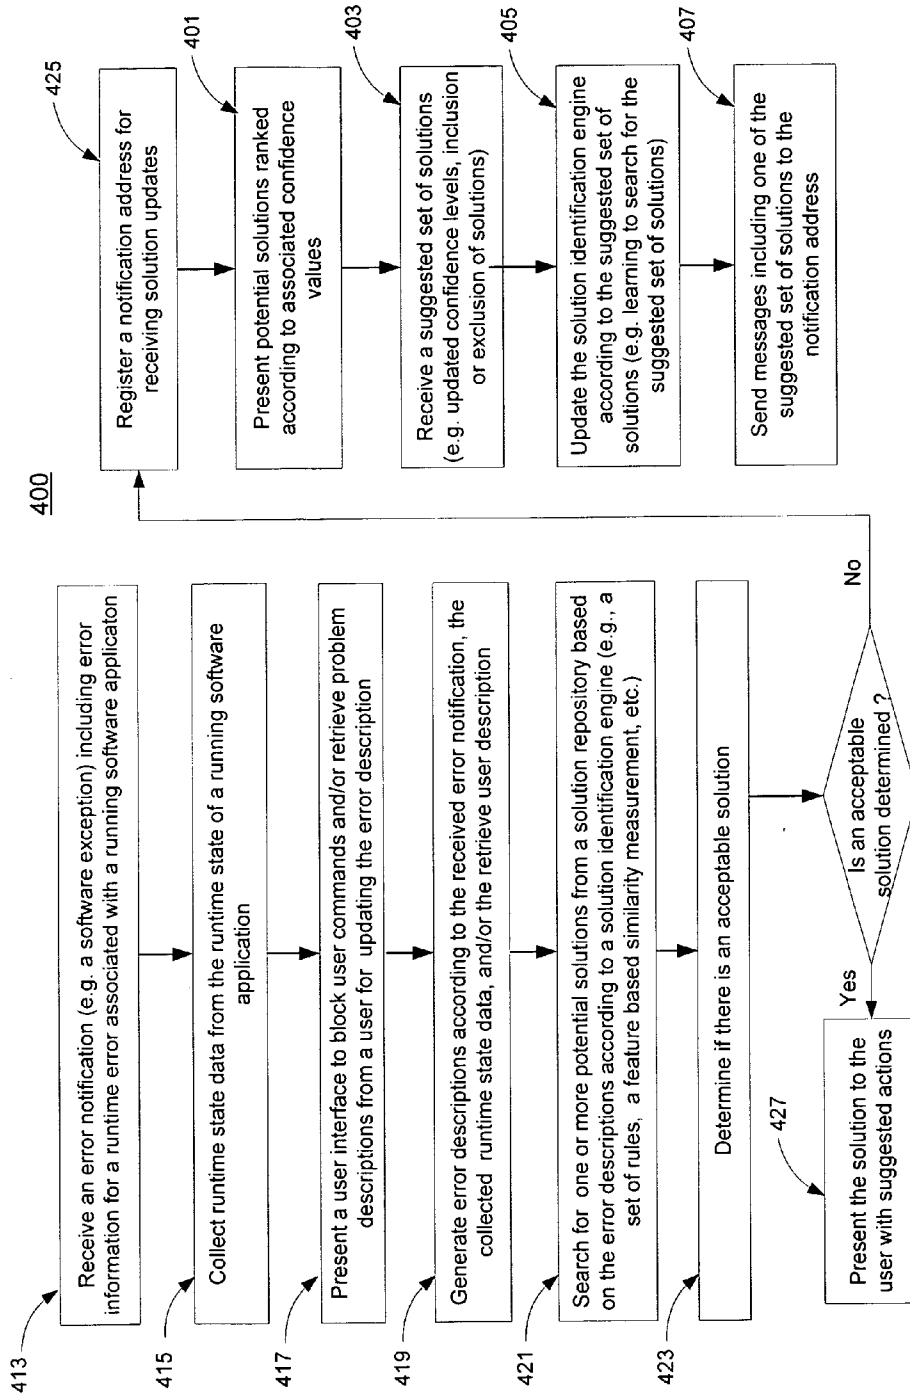 400
413
Receive an error notification (e.g. a software exception) including error
information for a runtime error associated with a running software applicaton
415
Collect runtime state data from the runtime state of a running software
application
417
Present a user interface to block user commands and/or retrieve problem
descriptions from a user for updating the error description
419
Generate error descriptions according to the received error notification, the
collected runtime state data, and/or the retrieve user description
421
Search for one or more potential solutions from a solution repository based
on the error descriptions according to a solution identification engine (e.g., a
set of rules, a feature based similarity measurement, etc.)
423
Determine if there is an acceptable solution
Is an acceptable
solution determined ?
Yes
No
427
Present the solution to the
user with suggested actions
425
Register a notification address for
receiving solution updates
401
Present potential solutions ranked
according to associated confidence
values
403
Receive a suggested set of solutions
(e.g. updated confidence levels, inclusion
or exclusion of solutions)
405
Update the solution identification engine
according to the suggested set of
solutions (e.g. learning to search for the
suggested set of solutions)
407
Send messages including one of the
suggested set of solutions to the
notification address